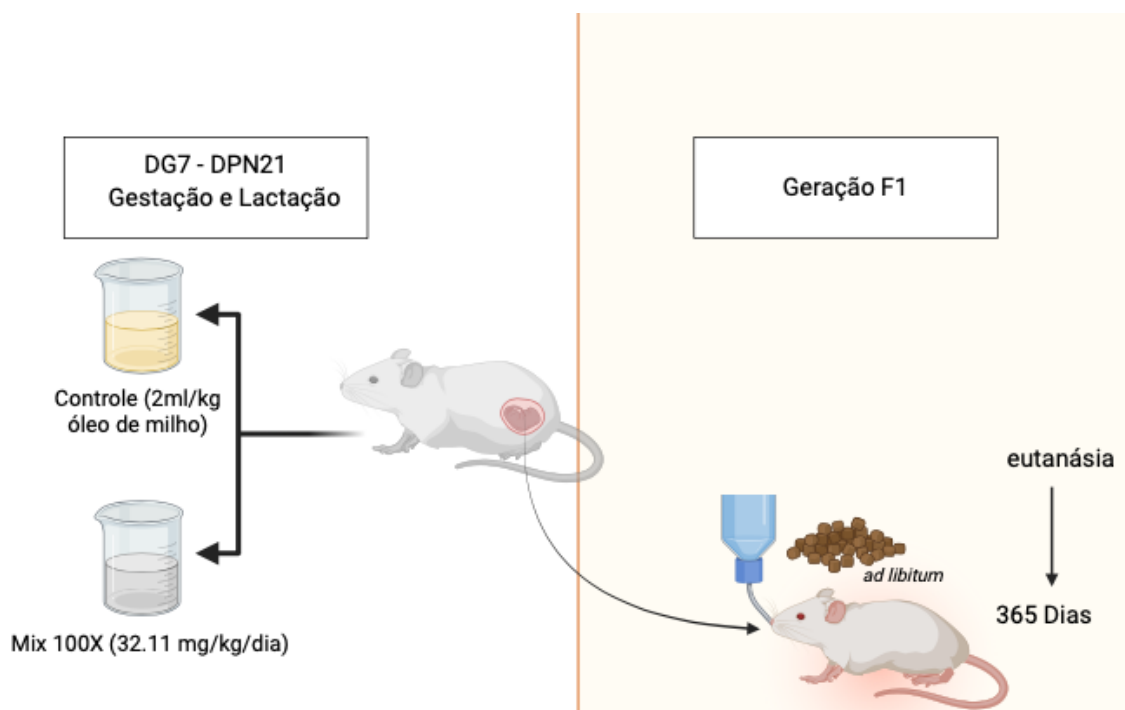 DG7 - DPN21
Gestação e Lactação
Controle (2ml/kg
óleo de milho)
Mix 100X (32.11 mg/kg/dia)
Geração F1
eutanásia
ad libitum
365 Dias